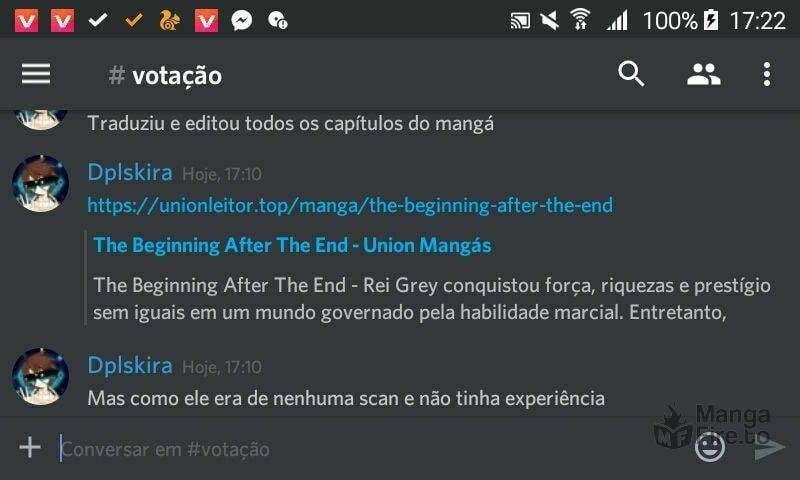 100% 17:22
# votação
Traduziu e editou todos os capítulos do mangá
Dplskira Hoje, 17:10
https://unionleitor.top/manga/the-beginning-after-the-end
The Beginning After The End - Union Mangás
The Beginning After The End - Rei Grey conquistou força, riquezas e prestígio
sem iguais em um mundo governado pela habilidade marcial. Entretanto,
Dplskira Hoje, 17:10
Mas como ele era de nenhuma scan e não tinha experiência
Conversar em #votação
Manga
Fire.to
MF